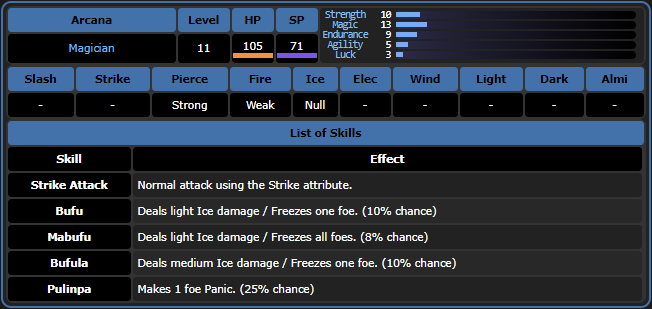 Arcana Level HP SP
Magician 11 105 71
Strength 10
Magic 13
Endurance 9
Agility 5
Luck 3
Slash Strike Pierce Fire Ice Elec Wind Light Dark Almi
- - Strong Weak Null - - - - -
List of Skills
Skill Effect
Strike Attack Normal attack using the Strike attribute.
Bufu Deals light Ice damage / Freezes one foe. (10% chance)
Mabufu Deals light Ice damage / Freezes all foes. (8% chance)
Bufula Deals medium Ice damage / Freezes one foe. (10% chance)
Pulinpa Makes 1 foe Panic. (25% chance)